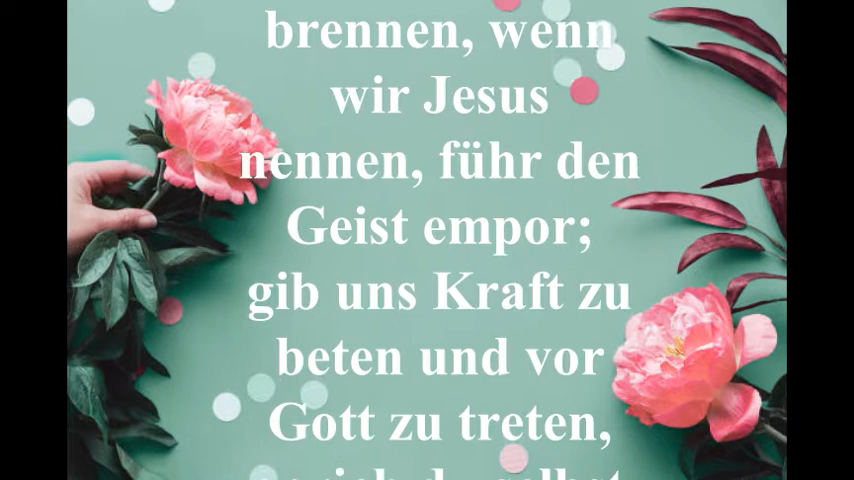 brennen, wenn
wir Jesus
nennen, führ den
Geist empor;
gib uns Kraft zu
beten und vor
Gott zu treten,